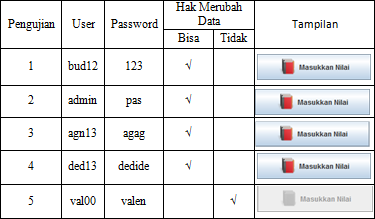 Pengujian User Password Hak Merubah Data Tampilan
Bisa Tidak
1 bud12 123 √ Masukkan Nilai
2 admin pas √ Masukkan Nilai
3 agn13 agag √ Masukkan Nilai
4 ded13 dedide √ Masukkan Nilai
5 val00 valen √ Masukkan Nilai